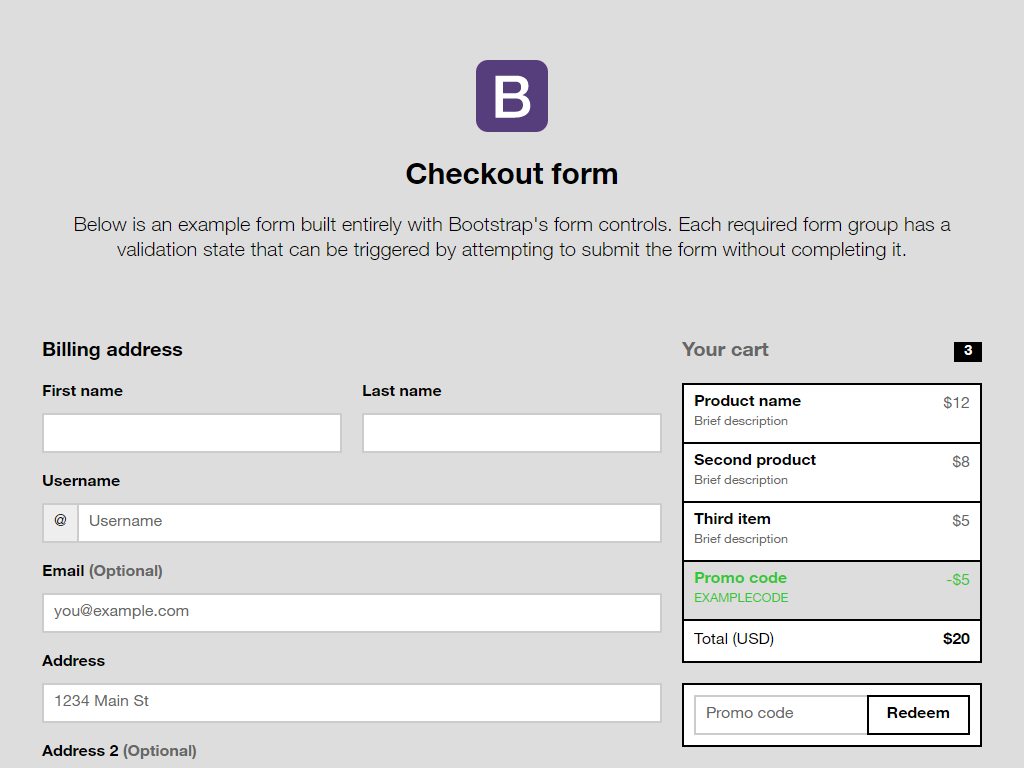 B
Checkout form
Below is an example form built entirely with Bootstrap's form controls. Each required form group has a
validation state that can be triggered by attempting to submit the form without completing it.
Billing address
First name Last name
Username
@ Username
Email (Optional)
you@example.com
Address
1234 Main St
Address 2 (Optional)
Your cart 3
Product name $12
Brief description
Second product $8
Brief description
Third item $5
Brief description
Promo code -$5
EXAMPLECODE
Total (USD) $20
Promo code Redeem